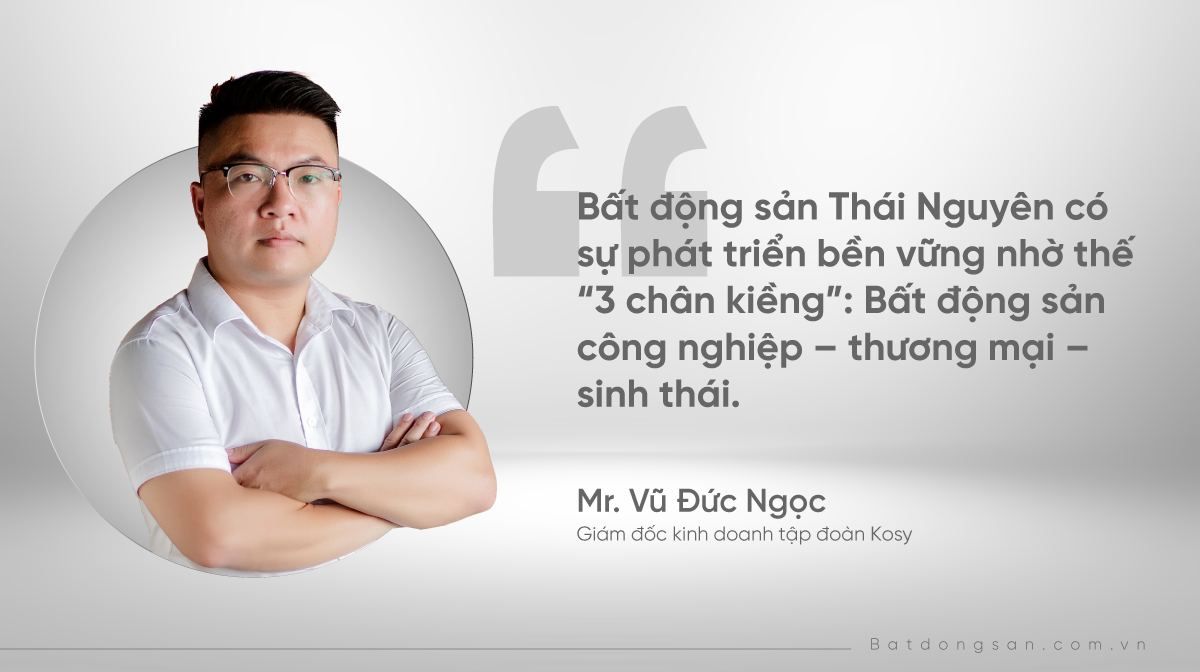 Bất động sản Thái Nguyên có
sự phát triển bền vững nhờ thế
“3 chân kiềng”: Bất động sản
công nghiệp – thương mại –
sinh thái.
Mr. Vũ Đức Ngọc
Giám đốc kinh doanh tập đoàn Kosy
Batdongsan.com.vn